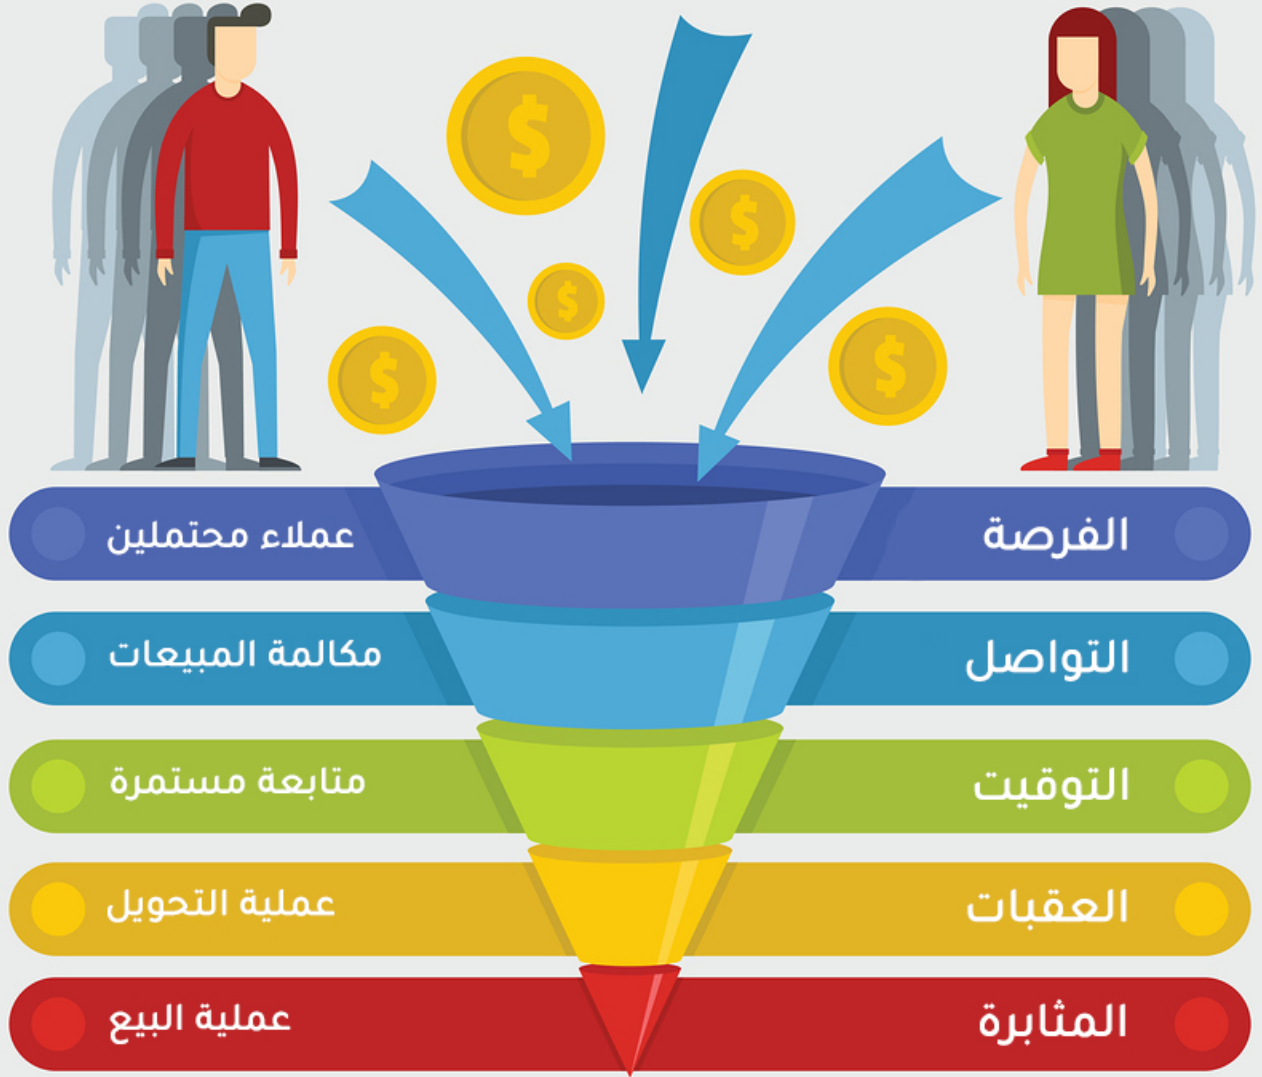 الفرصة
عملاء محتملين
التواصل
مكالمة المبيعات
التوقيت
متابعة مستمرة
العقبات
عملية التحويل
المثابرة
عملية البيع